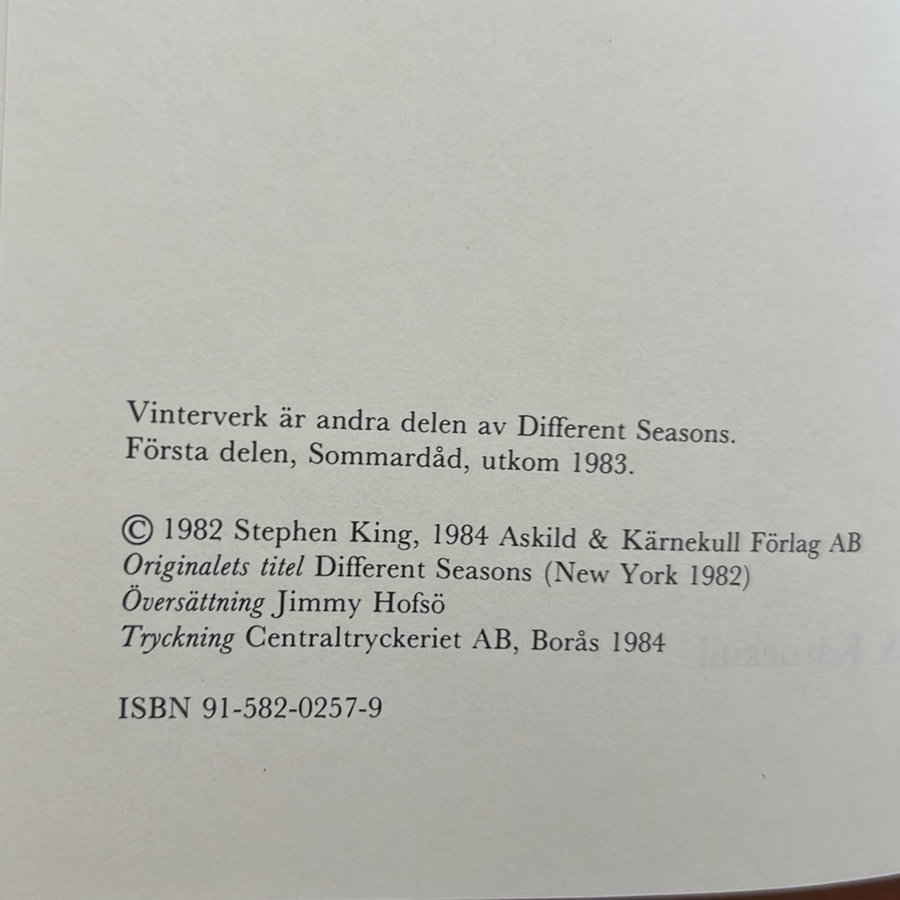 Vinterverk är andra delen av Different Seasons.
Första delen, Sommardåd, utkom 1983.
© 1982 Stephen King, 1984 Askild & Kärnekull Förlag AB
Originalets titel Different Seasons (New York 1982)
Översättning Jimmy Hofsö
Tryckning Centraltryckeriet AB, Borås 1984
ISBN 91-582-0257-9